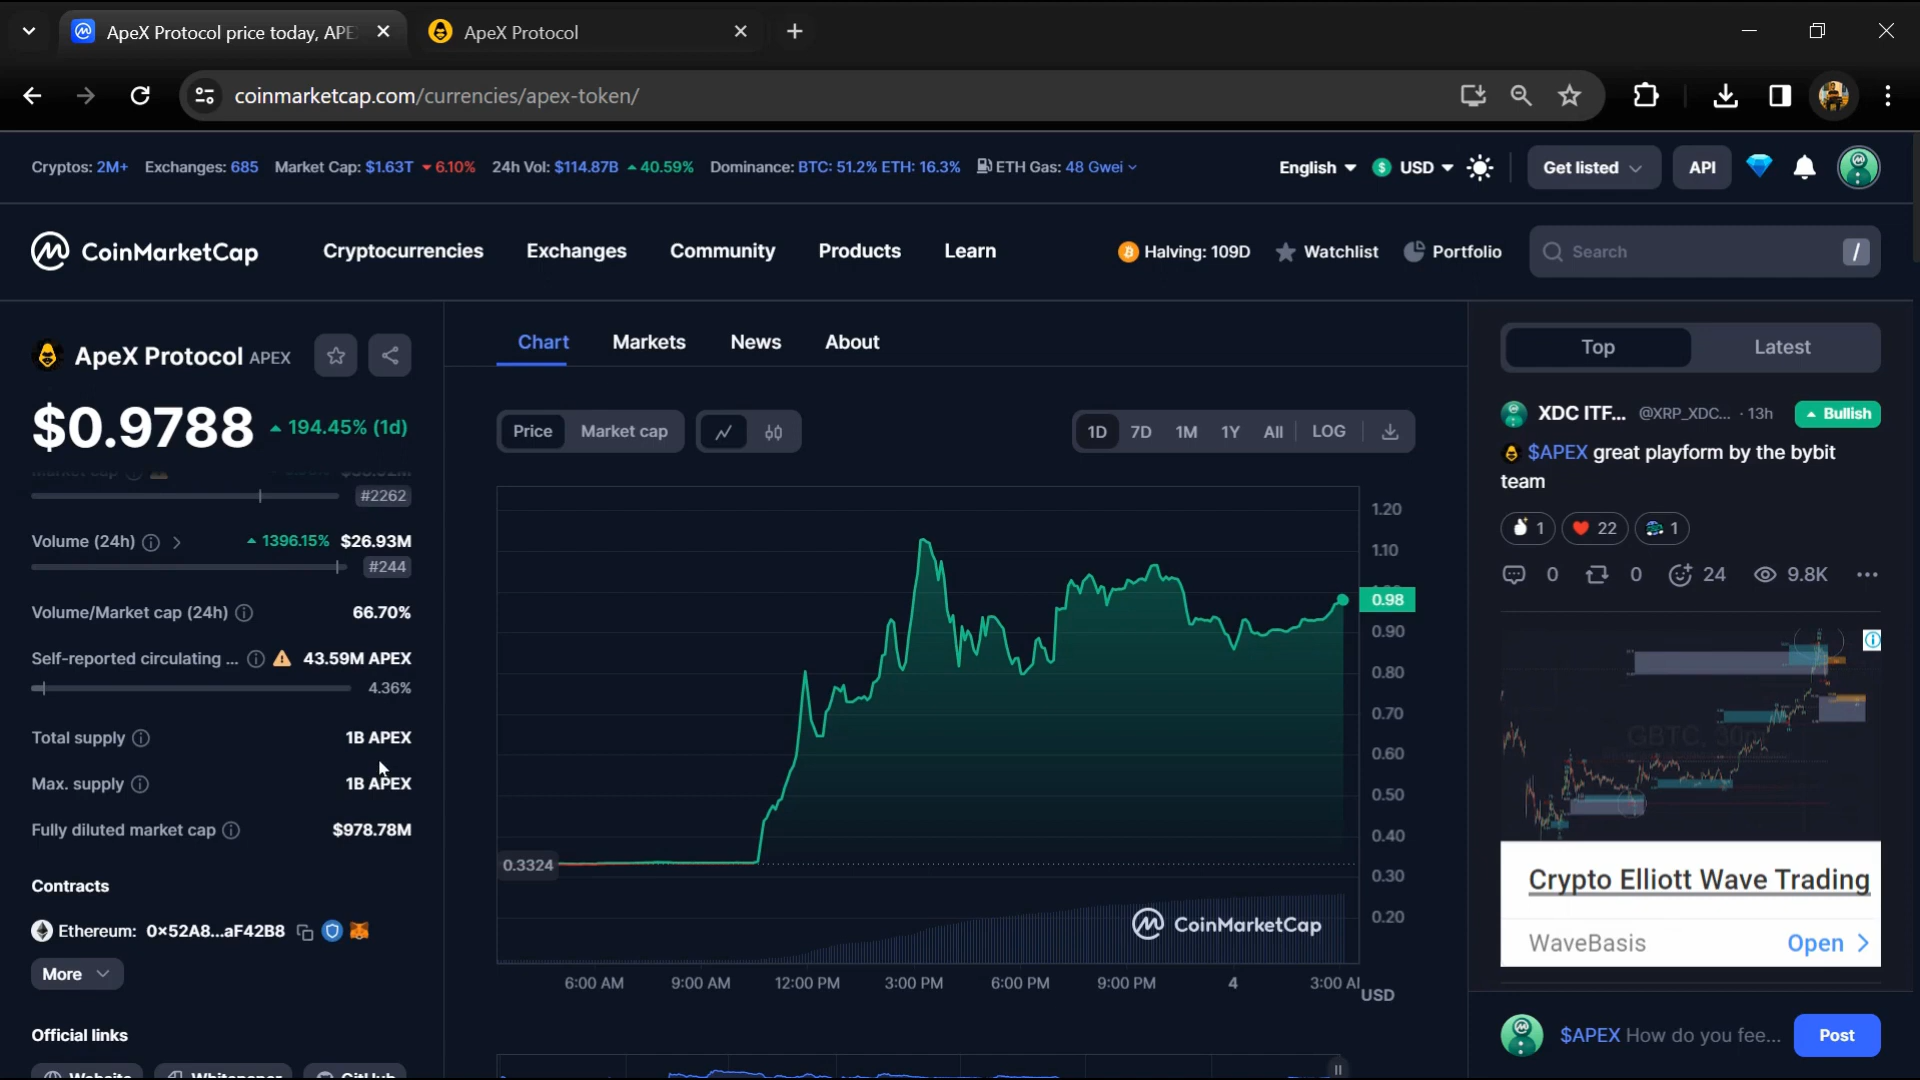 ApeX Protocol price today, APE
ApeX Protocol
coinmarketcap.com/currencies/apex-token/
Cryptos: 2M+ Exchanges: 685 Market Cap: $1.63T 6.10% 24h Vol: $114.87B 40.59% Dominance: BTC: 51.2% ETH: 16.3% ETH Gas: 48 Gwei
English USD Get listed API
CoinMarketCap
Cryptocurrencies Exchanges Community Products Learn
Halving: 109D Watchlist Portfolio Search /
ApeX Protocol APEX
$0.9788 194.45% (1d)
#2262
Volume (24h) 1396.15% $26.93M
#244
Volume/Market cap (24h) 66.70%
Self-reported circulating ... 43.59M APEX
4.36%
Total supply 1B APEX
Max. supply 1B APEX
Fully diluted market cap $978.78M
Contracts
Ethereum: 0×52A8...aF42B8
More
Official links
Website Whitepaper GitHub
Chart Markets News About
Price Market cap
1D 7D 1M 1Y All LOG
1.20
1.10
0.98
0.90
0.80
0.70
0.60
0.50
0.40
0.30
0.20
0.3324
CoinMarketCap
6:00 AM 9:00 AM 12:00 PM 3:00 PM 6:00 PM 9:00 PM 4 3:00 A
USD
Top Latest
XDC ITF... @XRP_XDC... · 13h Bullish
$APEX great playform by the bybit
team
1 22 1
0 0 24 9.8K
GBTC, 30
Crypto Elliott Wave Trading
WaveBasis Open
$APEX How do you fee... Post